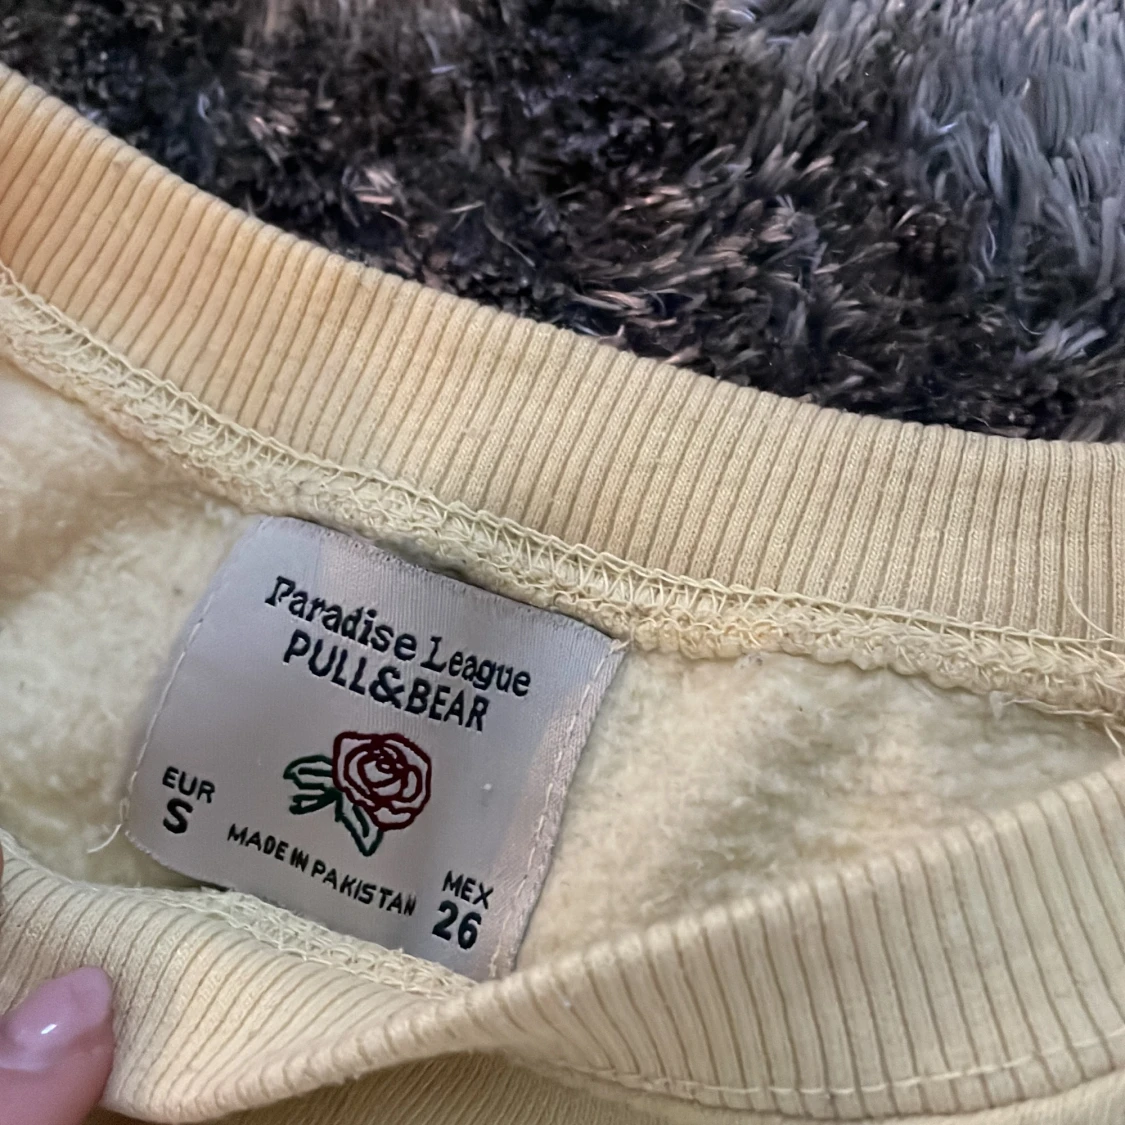 Paradise League
PULL&BEAR
EUR
S
MADE IN PAKISTAN
MEX
26